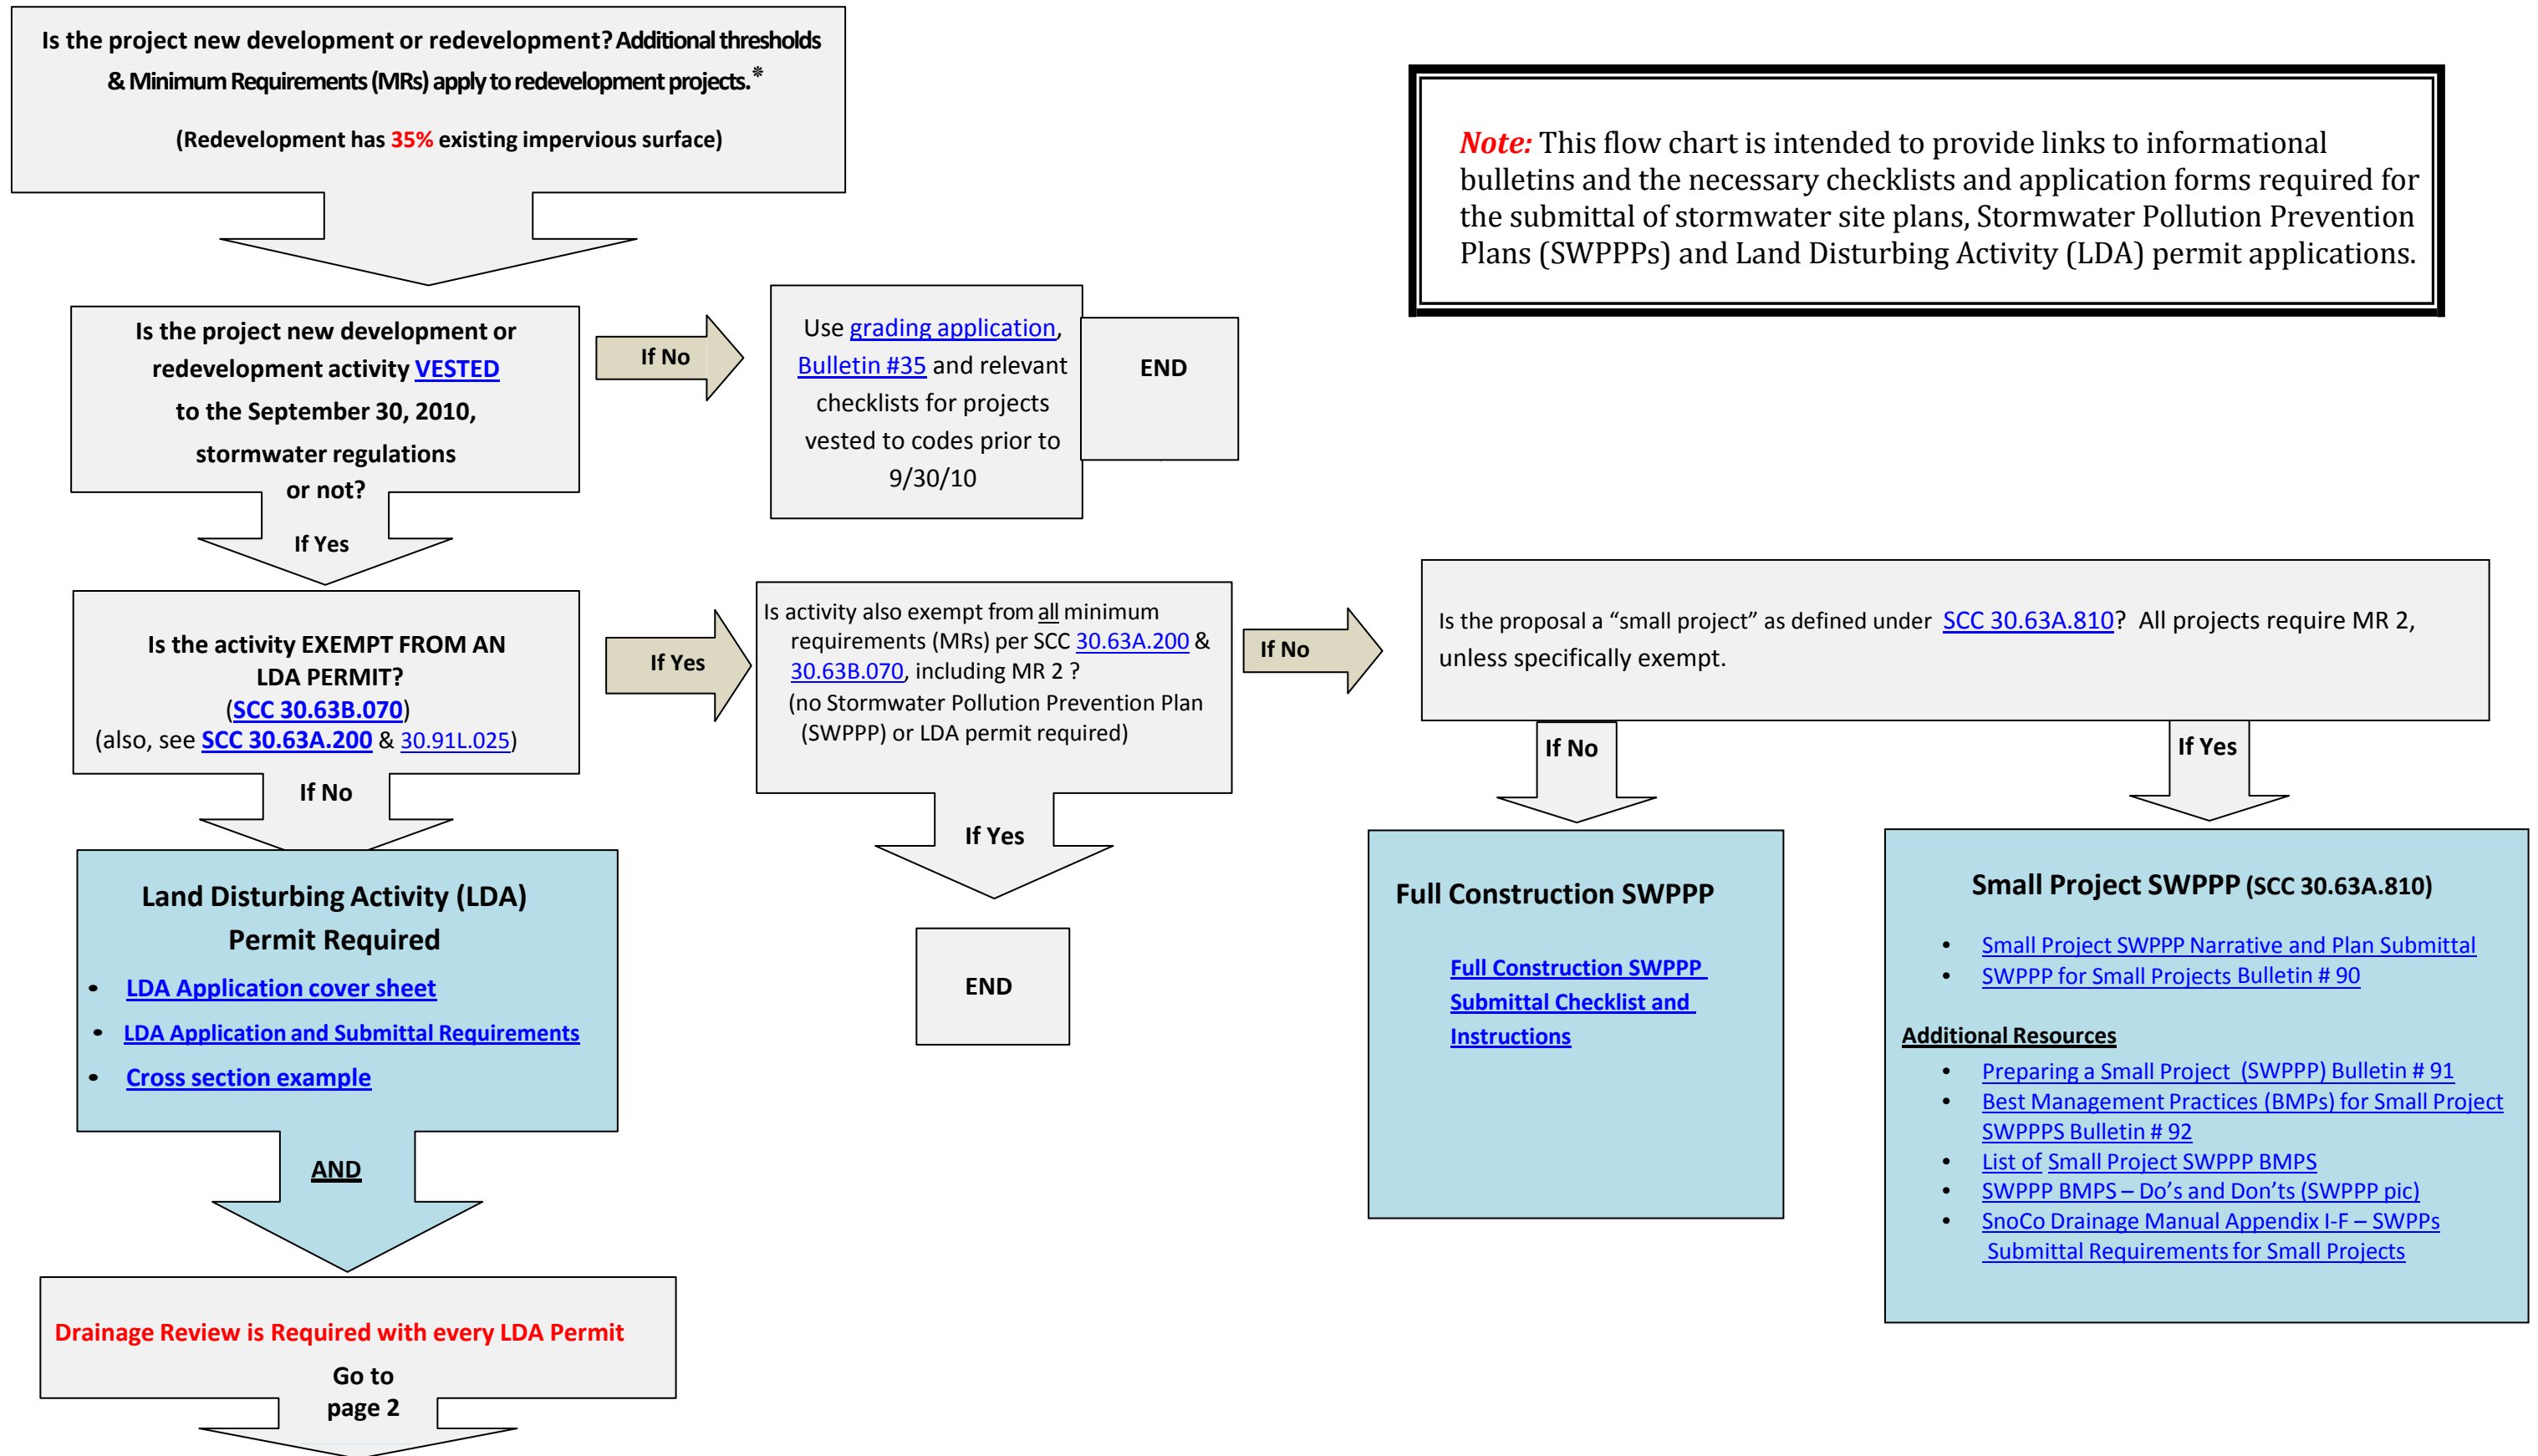 Is the project new development or redevelopment? Additional thresholds
& Minimum Requirements (MRs) apply to redevelopment projects.*
(Redevelopment has 35% existing impervious surface)
Note: This flow chart is intended to provide links to informational
bulletins and the necessary checklists and application forms required for
the submittal of stormwater site plans, Stormwater Pollution Prevention
Plans (SWPPPs) and Land Disturbing Activity (LDA) permit applications.
Is the project new development or
redevelopment activity VESTED
to the September 30, 2010,
stormwater regulations
or not?
If No
Use grading application,
Bulletin #35 and relevant
checklists for projects
vested to codes prior to
9/30/10
END
If Yes
Is the activity EXEMPT FROM AN
LDA PERMIT?
(SCC 30.63B.070)
(also, see SCC 30.63A.200 & 30.91L.025)
If Yes
Is activity also exempt from all minimum
requirements (MRs) per SCC 30.63A.200 &
30.63B.070, including MR 2 ?
(no Stormwater Pollution Prevention Plan
(SWPPP) or LDA permit required)
If No
Is the proposal a “small project” as defined under SCC 30.63A.810? All projects require MR 2,
unless specifically exempt.
If No
If Yes
If No
If Yes
END
Land Disturbing Activity (LDA)
Permit Required
• LDA Application cover sheet
• LDA Application and Submittal Requirements
• Cross section example
AND
Full Construction SWPPP
Full Construction SWPPP
Submittal Checklist and
Instructions
Small Project SWPPP (SCC 30.63A.810)
• Small Project SWPPP Narrative and Plan Submittal
• SWPPP for Small Projects Bulletin # 90
Additional Resources
• Preparing a Small Project (SWPPP) Bulletin # 91
• Best Management Practices (BMPs) for Small Project
SWPPPS Bulletin # 92
• List of Small Project SWPPP BMPS
• SWPPP BMPS – Do’s and Don’ts (SWPPP pic)
• SnoCo Drainage Manual Appendix I-F – SWPPs
Submittal Requirements for Small Projects
Drainage Review is Required with every LDA Permit
Go to
page 2